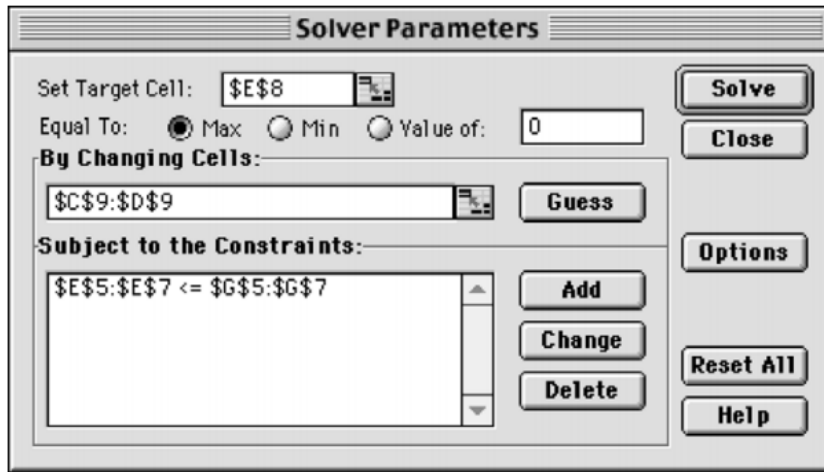 Solver Parameters
Set Target Cell: $E$8
Solve
Equal To: Max Min Value of: 0
Close
By Changing Cells:
$C$9:$D$9
Guess
Subject to the Constraints:
Options
$E$5:$E$7 <= $G$5:$G$7
Add
Change
Reset All
Delete
Help